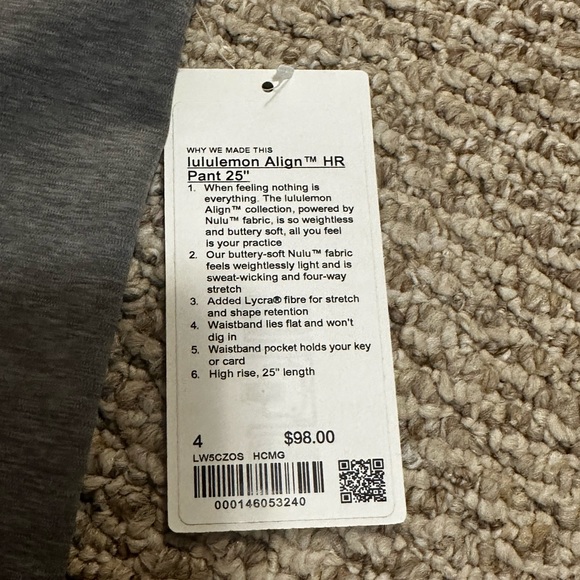 WHY WE MADE THIS
lululemon Align™ HR
Pant 25"
1. When feeling nothing is
everything. The lululemon
Align™ collection, powered by
Nulu™ fabric, is so weightless
and buttery soft, all you feel
is your practice
2. Our buttery-soft Nulu™ fabric
feels weightlessly light and is
sweat-wicking and four-way
stretch
3. Added Lycra® fibre for stretch
and shape retention
4. Waistband lies flat and won't
dig in
5. Waistband pocket holds your key
or card
6. High rise, 25" length
4 $98.00
LW5CZOS HCMG
000146053240